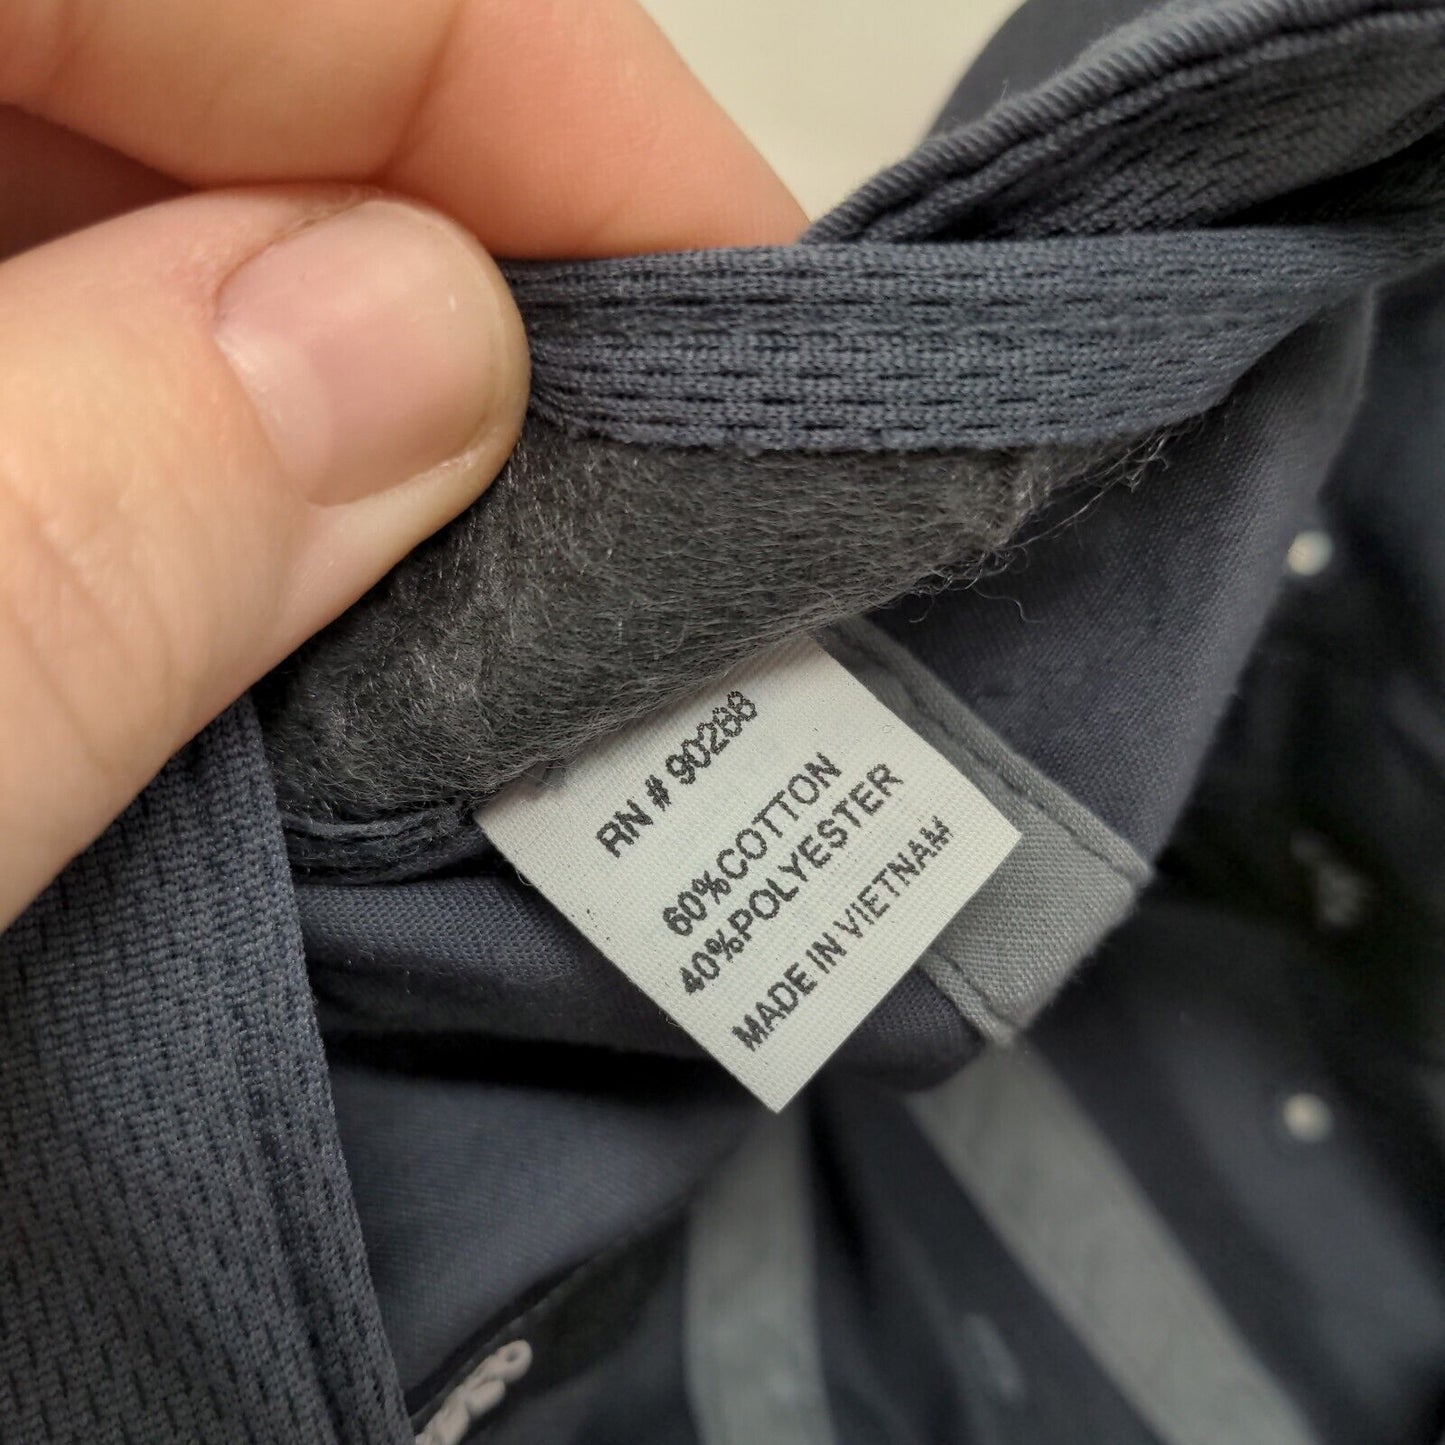 RN # 90288
60%COTTON
40%POLYESTER
MADE IN VIETNAM